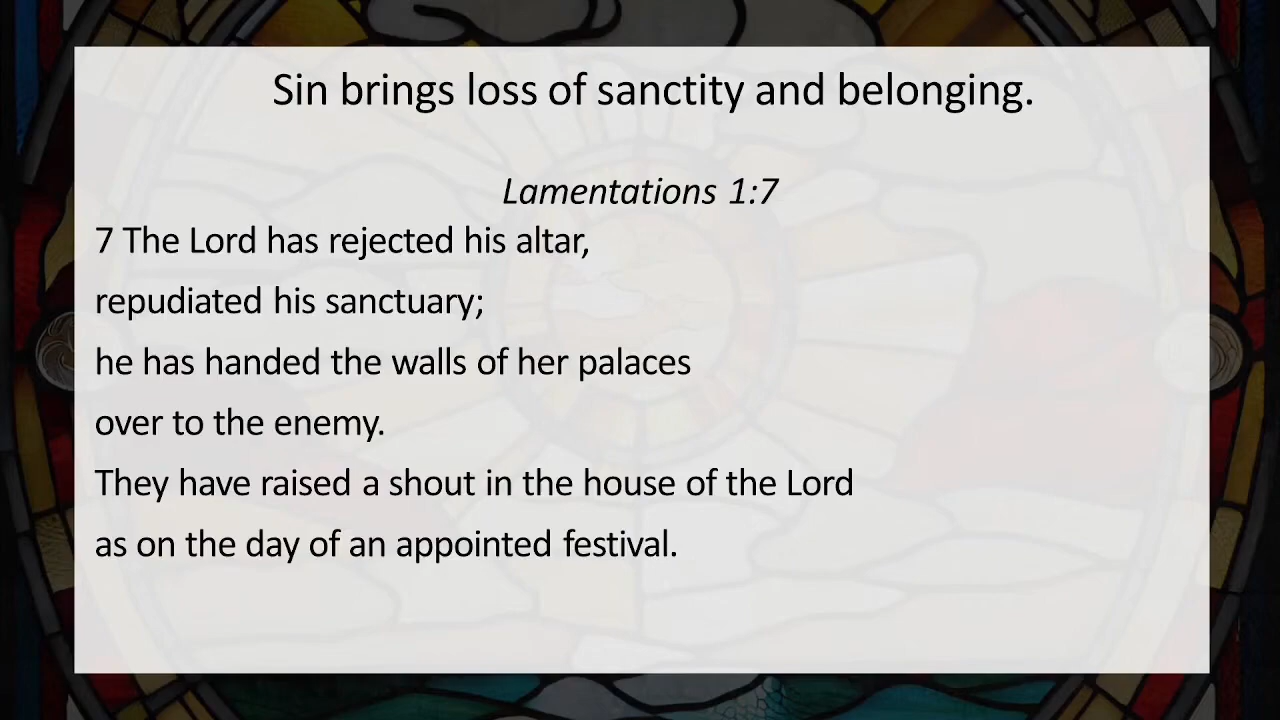 Sin brings loss of sanctity and belonging.
Lamentations 1:7
7 The Lord has rejected his altar,
repudiated his sanctuary;
he has handed the walls of her palaces
over to the enemy.
They have raised a shout in the house of the Lord
as on the day of an appointed festival.